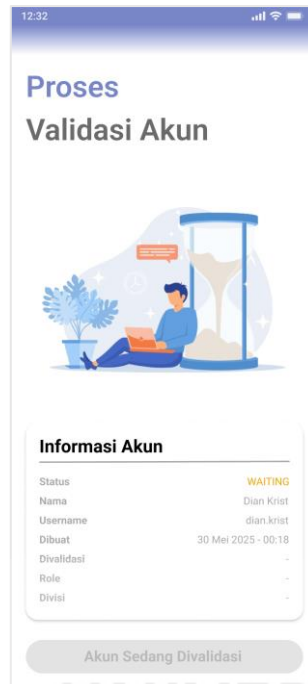 12:32
Proses
Validasi Akun
Informasi Akun
Status WAITING
Nama Dian Krist
Username dian.krist
Dibuat 30 Mei 2025 - 00:18
Divalidasi -
Role -
Divisi -
Akun Sedang Divalidasi